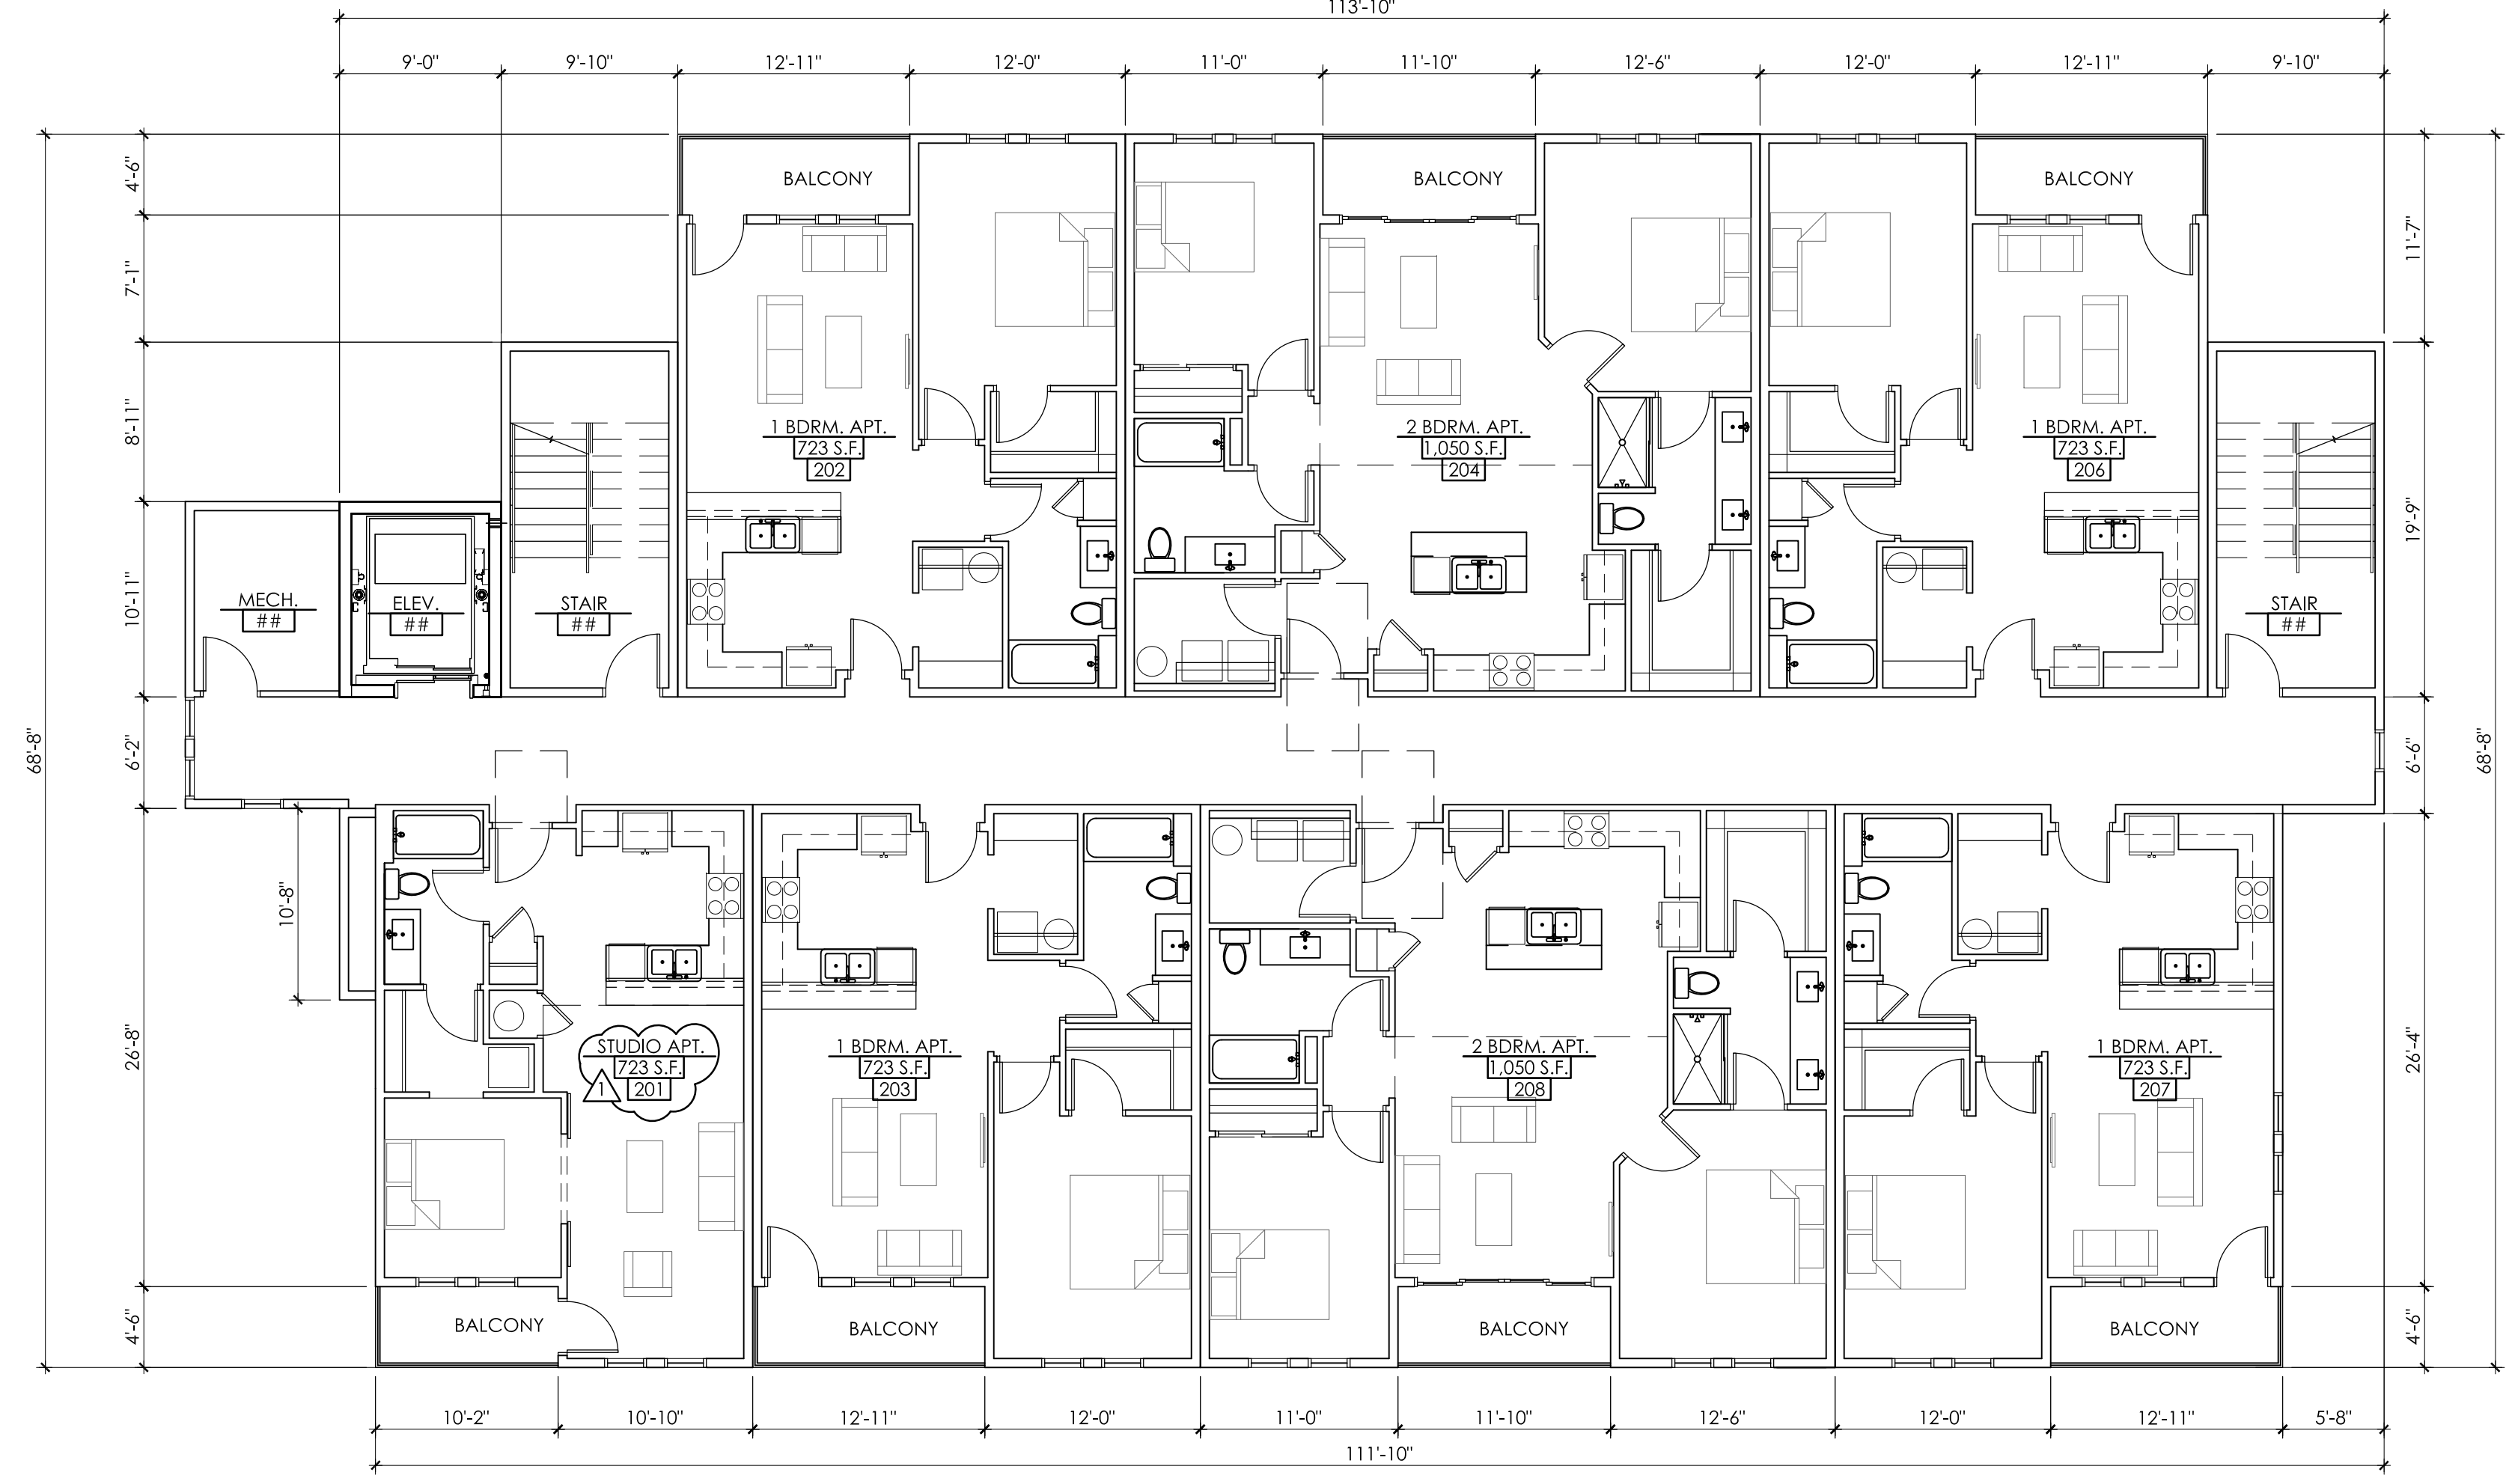 113'-10"
9'-0" 9'-10" 12'-11" 12'-0" 11'-0" 11'-10" 12'-6" 12'-0" 12'-11" 9'-10"
4'-6"
7'-1"
8'-11"
10'-11"
6'-2"
26'-8"
4'-6"
68'-8"
10'-8"
11'-7"
19'-9"
6'-6"
26'-4"
4'-6"
68'-8"
BALCONY
BALCONY
BALCONY
1 BDRM. APT.
723 S.F.
202
2 BDRM. APT.
1,050 S.F.
204
1 BDRM. APT.
723 S.F.
206
MECH.
##
ELEV.
##
STAIR
##
STAIR
##
STUDIO APT.
723 S.F.
201
1
1 BDRM. APT.
723 S.F.
203
2 BDRM. APT.
1,050 S.F.
208
1 BDRM. APT.
723 S.F.
207
BALCONY
BALCONY
BALCONY
BALCONY
10'-2" 10'-10" 12'-11" 12'-0" 11'-0" 11'-10" 12'-6" 12'-0" 12'-11" 5'-8"
111'-10"